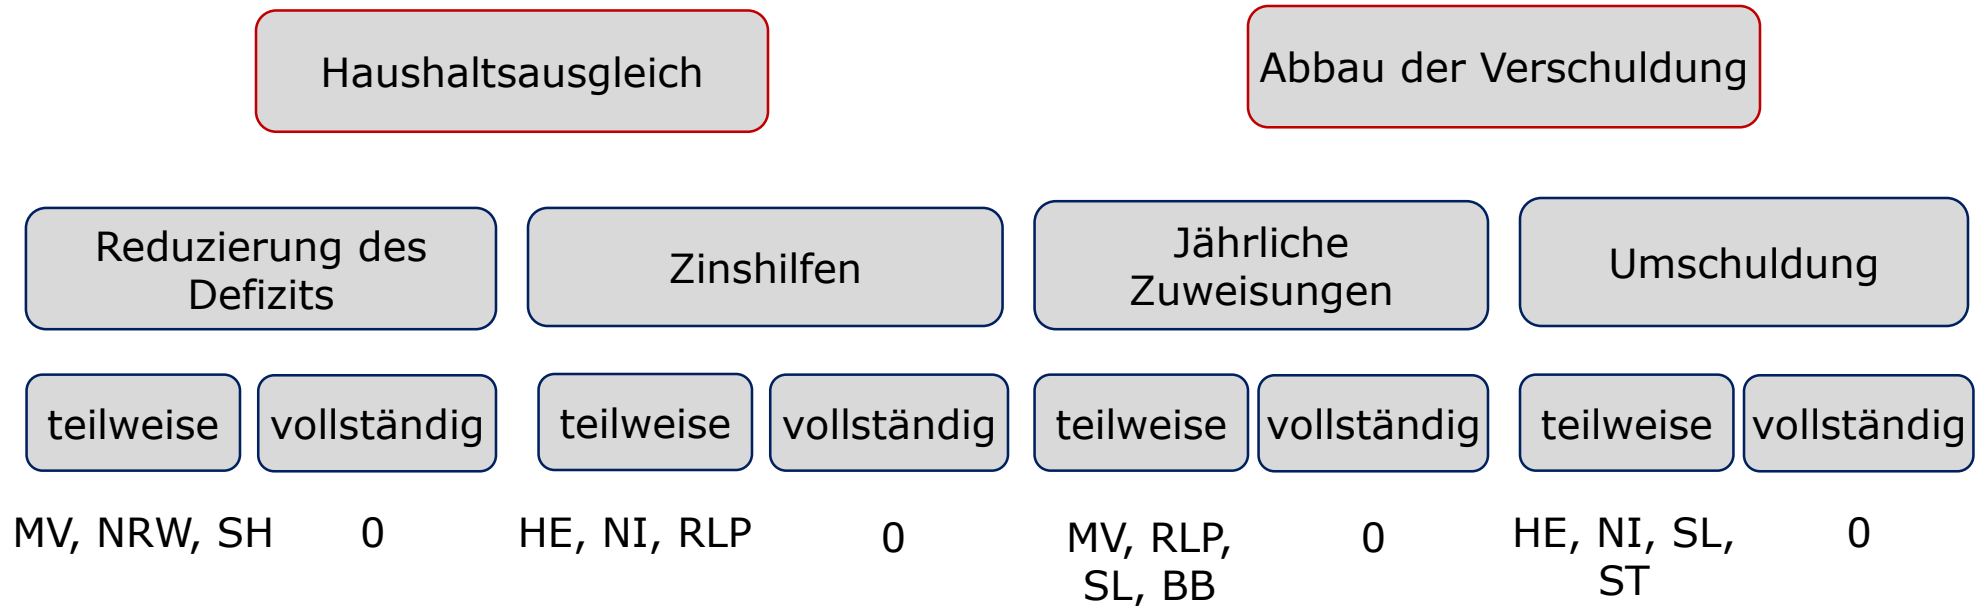 Haushaltsausgleich
Abbau der Verschuldung
Reduzierung des
Defizits
Zinshilfen
Jährliche
Zuweisungen
Umschuldung
teilweise
vollständig
teilweise
vollständig
teilweise
vollständig
teilweise
vollständig
MV, NRW, SH
0
HE, NI, RLP
0
MV, RLP,
SL, BB
0
HE, NI, SL,
ST
0